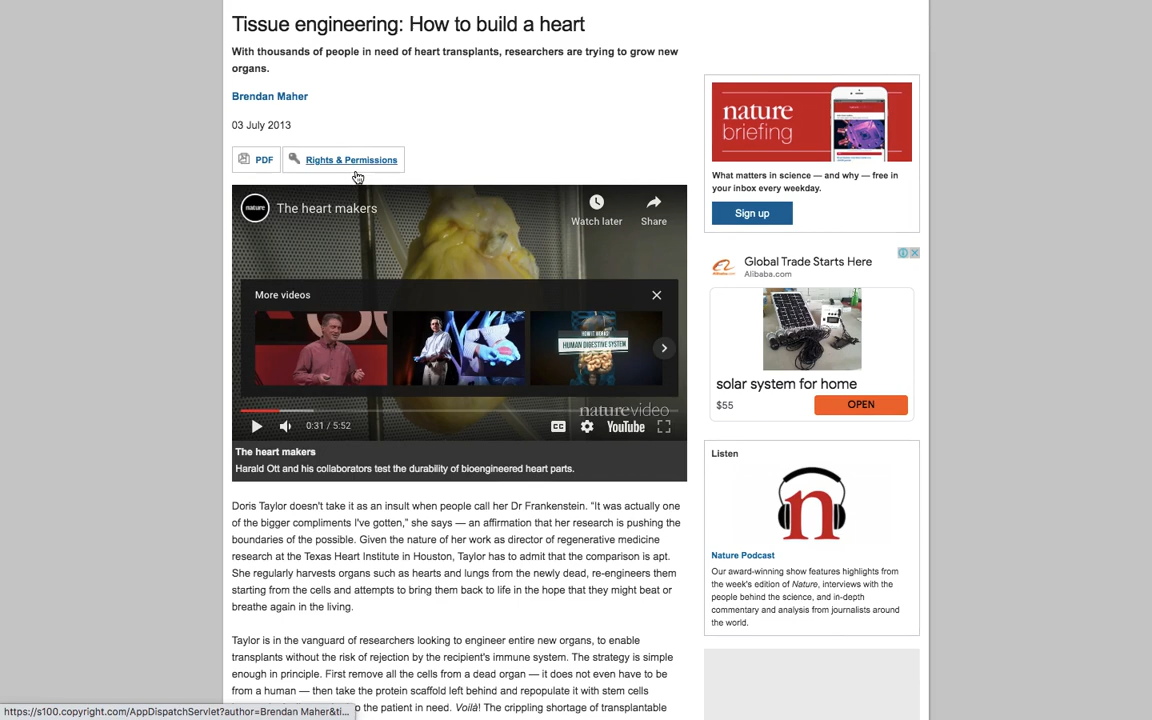 Tissue engineering: How to build a heart
With thousands of people in need of heart transplants, researchers are trying to grow new
organs.
Brendan Maher
03 July 2013
PDF
Rights & Permissions
nature
The heart makers
Watch later
Share
More videos
HOW IT WORKS
HUMAN DIGESTIVE SYSTEM
naturevideo
0:31 / 5:52
CC
YouTube
The heart makers
Harald Ott and his collaborators test the durability of bioengineered heart parts.
Doris Taylor doesn't take it as an insult when people call her Dr Frankenstein. “It was actually one
of the bigger compliments I've gotten,” she says — an affirmation that her research is pushing the
boundaries of the possible. Given the nature of her work as director of regenerative medicine
research at the Texas Heart Institute in Houston, Taylor has to admit that the comparison is apt.
She regularly harvests organs such as hearts and lungs from the newly dead, re-engineers them
starting from the cells and attempts to bring them back to life in the hope that they might beat or
breathe again in the living.
Taylor is in the vanguard of researchers looking to engineer entire new organs, to enable
transplants without the risk of rejection by the recipient's immune system. The strategy is simple
enough in principle. First remove all the cells from a dead organ — it does not even have to be
from a human — then take the protein scaffold left behind and repopulate it with stem cells
o the patient in need. Voilà! The crippling shortage of transplantable
https://s100.copyright.com/AppDispatchServlet?author=Brendan Maher&ti...
nature
briefing
What matters in science — and why — free in
your inbox every weekday.
Sign up
Global Trade Starts Here
Alibaba.com
solar system for home
$55
OPEN
Listen
n
Nature Podcast
Our award-winning show features highlights from
the week's edition of Nature, interviews with the
people behind the science, and in-depth
commentary and analysis from journalists around
the world.